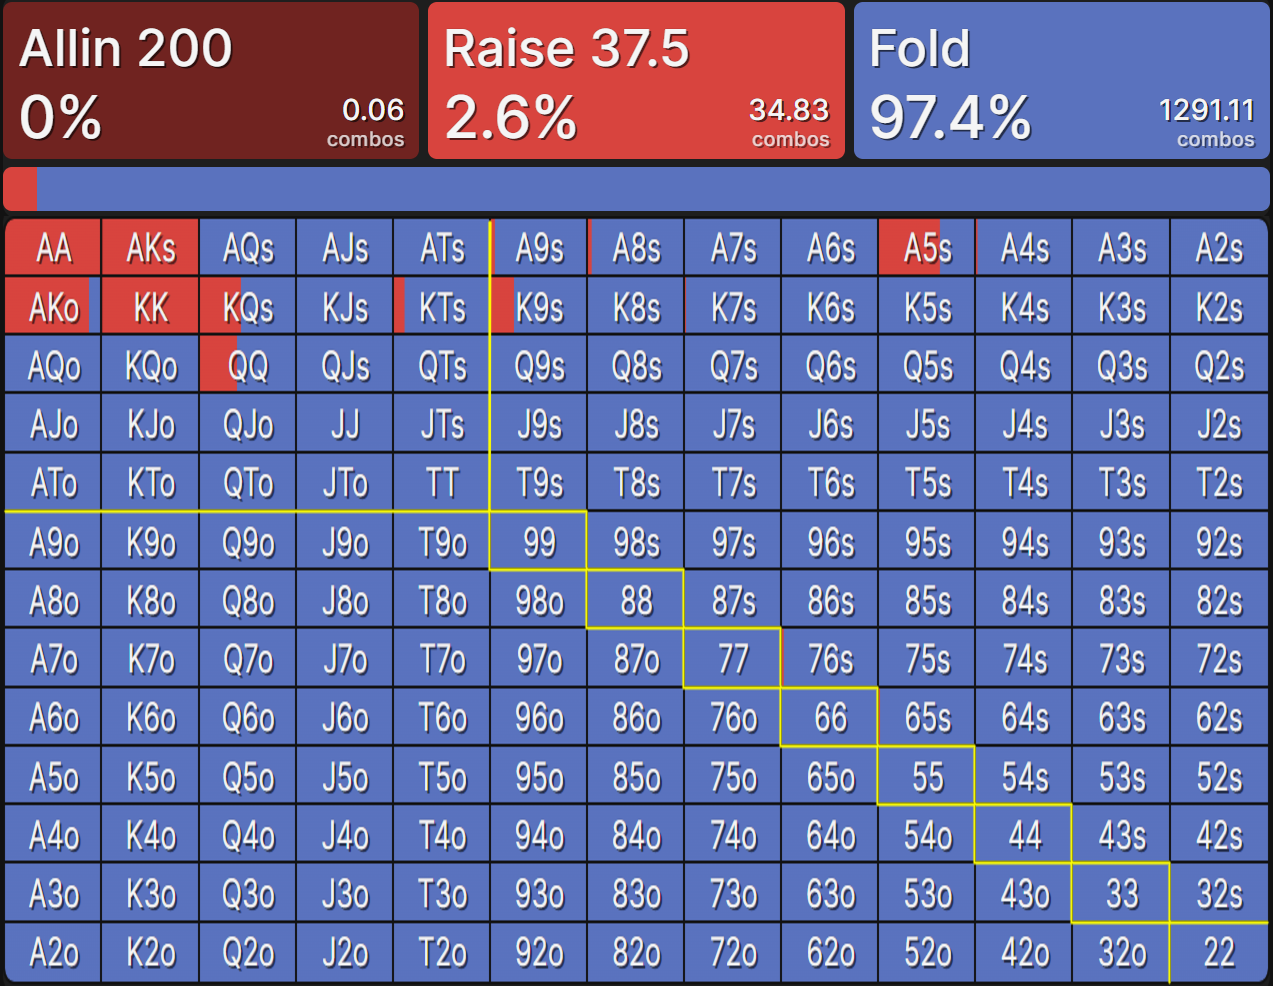 Allin 200
0%
0.06
combos
Raise 37.5
2.6%
34.83
combos
Fold
97.4%
1291.11
combos
AA AKs AQs AJs ATs A9s A8s A7s A6s A5s A4s A3s A2s
AKo KK KQs KJs KTs K9s K8s K7s K6s K5s K4s K3s K2s
AQo KQo QQ QJs QTs Q9s Q8s Q7s Q6s Q5s Q4s Q3s Q2s
AJo KJo QJo JJ JTs J9s J8s J7s J6s J5s J4s J3s J2s
ATo KTo QTo JTo TT T9s T8s T7s T6s T5s T4s T3s T2s
A9o K9o Q9o J9o T9o 99 98s 97s 96s 95s 94s 93s 92s
A8o K8o Q8o J8o T8o 98o 88 87s 86s 85s 84s 83s 82s
A7o K7o Q7o J7o T7o 97o 87o 77 76s 75s 74s 73s 72s
A6o K6o Q6o J6o T6o 96o 86o 76o 66 65s 64s 63s 62s
A5o K5o Q5o J5o T5o 95o 85o 75o 65o 55 54s 53s 52s
A4o K4o Q4o J4o T4o 94o 84o 74o 64o 54o 44 43s 42s
A3o K3o Q3o J3o T3o 93o 83o 73o 63o 53o 43o 33 32s
A2o K2o Q2o J2o T2o 92o 82o 72o 62o 52o 42o 32o 22